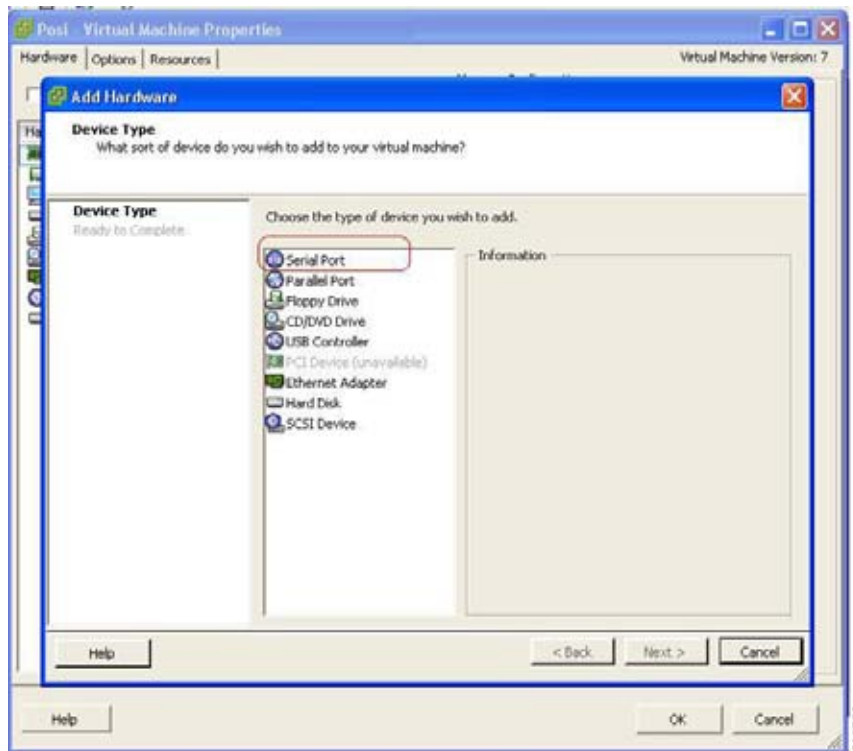 Posi - Virtual Machine Properties
Hardware Options Resources Virtual Machine Version: 7
Add Hardware
Device Type
What sort of device do you wish to add to your virtual machine?
Device Type
Ready to Complete
Choose the type of device you wish to add.
Serial Port
Parallel Port
Floppy Drive
CD/DVD Drive
USB Controller
PCI Device (unavailable)
Ethernet Adapter
Hard Disk
SCSI Device
Information
Help < Back Next > Cancel
Help OK Cancel